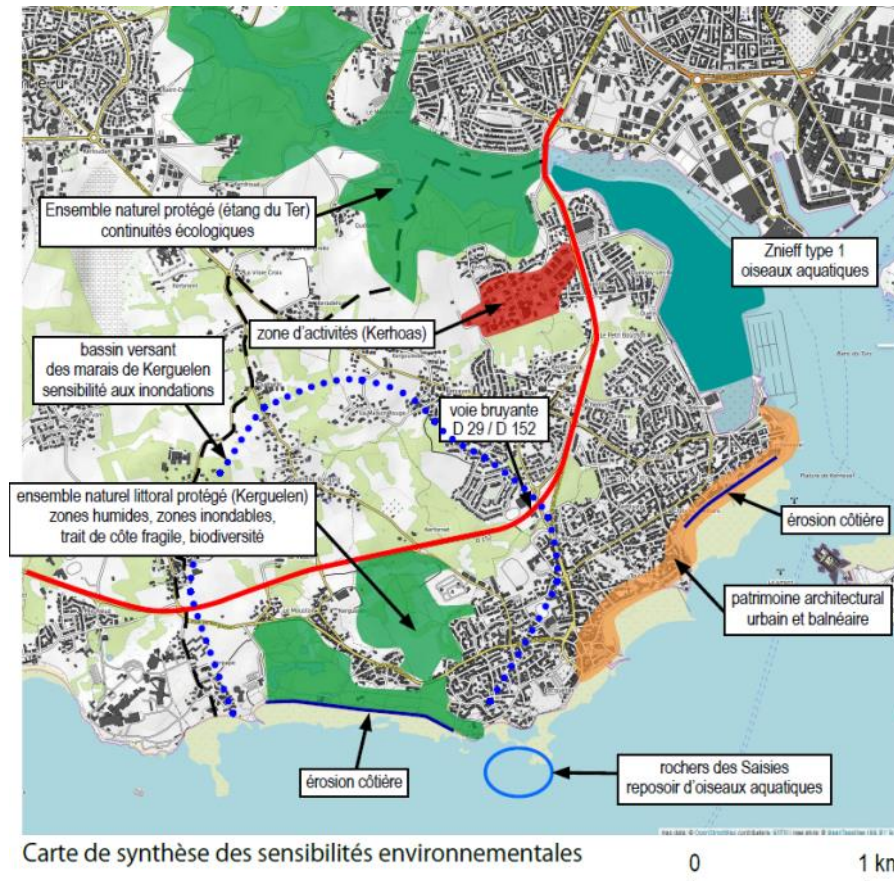 Ensemble naturel protégé (étang du Ter)
continuités écologiques
Znieff type 1
oiseaux aquatiques
zone d'activités (Kerhoas)
bassin versant
des marais de Kerguelen
sensibilité aux inondations
voie bruyante
D 29 / D 152
ensemble naturel littoral protégé (Kerguelen)
zones humides, zones inondables,
trait de côte fragile, biodiversité
érosion côtière
patrimoine architectural
urbain et balnéaire
érosion côtière
rochers des Saisies
reposoir d'oiseaux aquatiques
Carte de synthèse des sensibilités environnementales
0
1 km